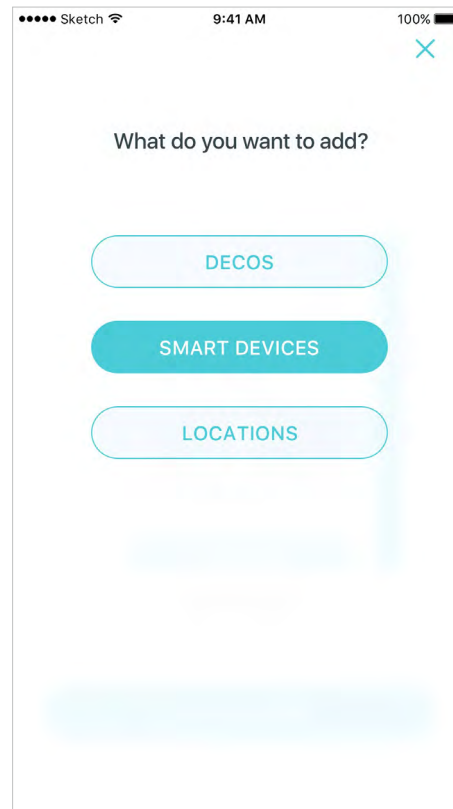 Sketch 9:41 AM 100%
What do you want to add?
DECOS
SMART DEVICES
LOCATIONS